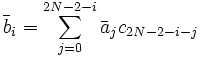 \bar{b}_i = \sum_{j=0}^{2N-2-i} \bar{a}_j c_{2N-2-i-j}